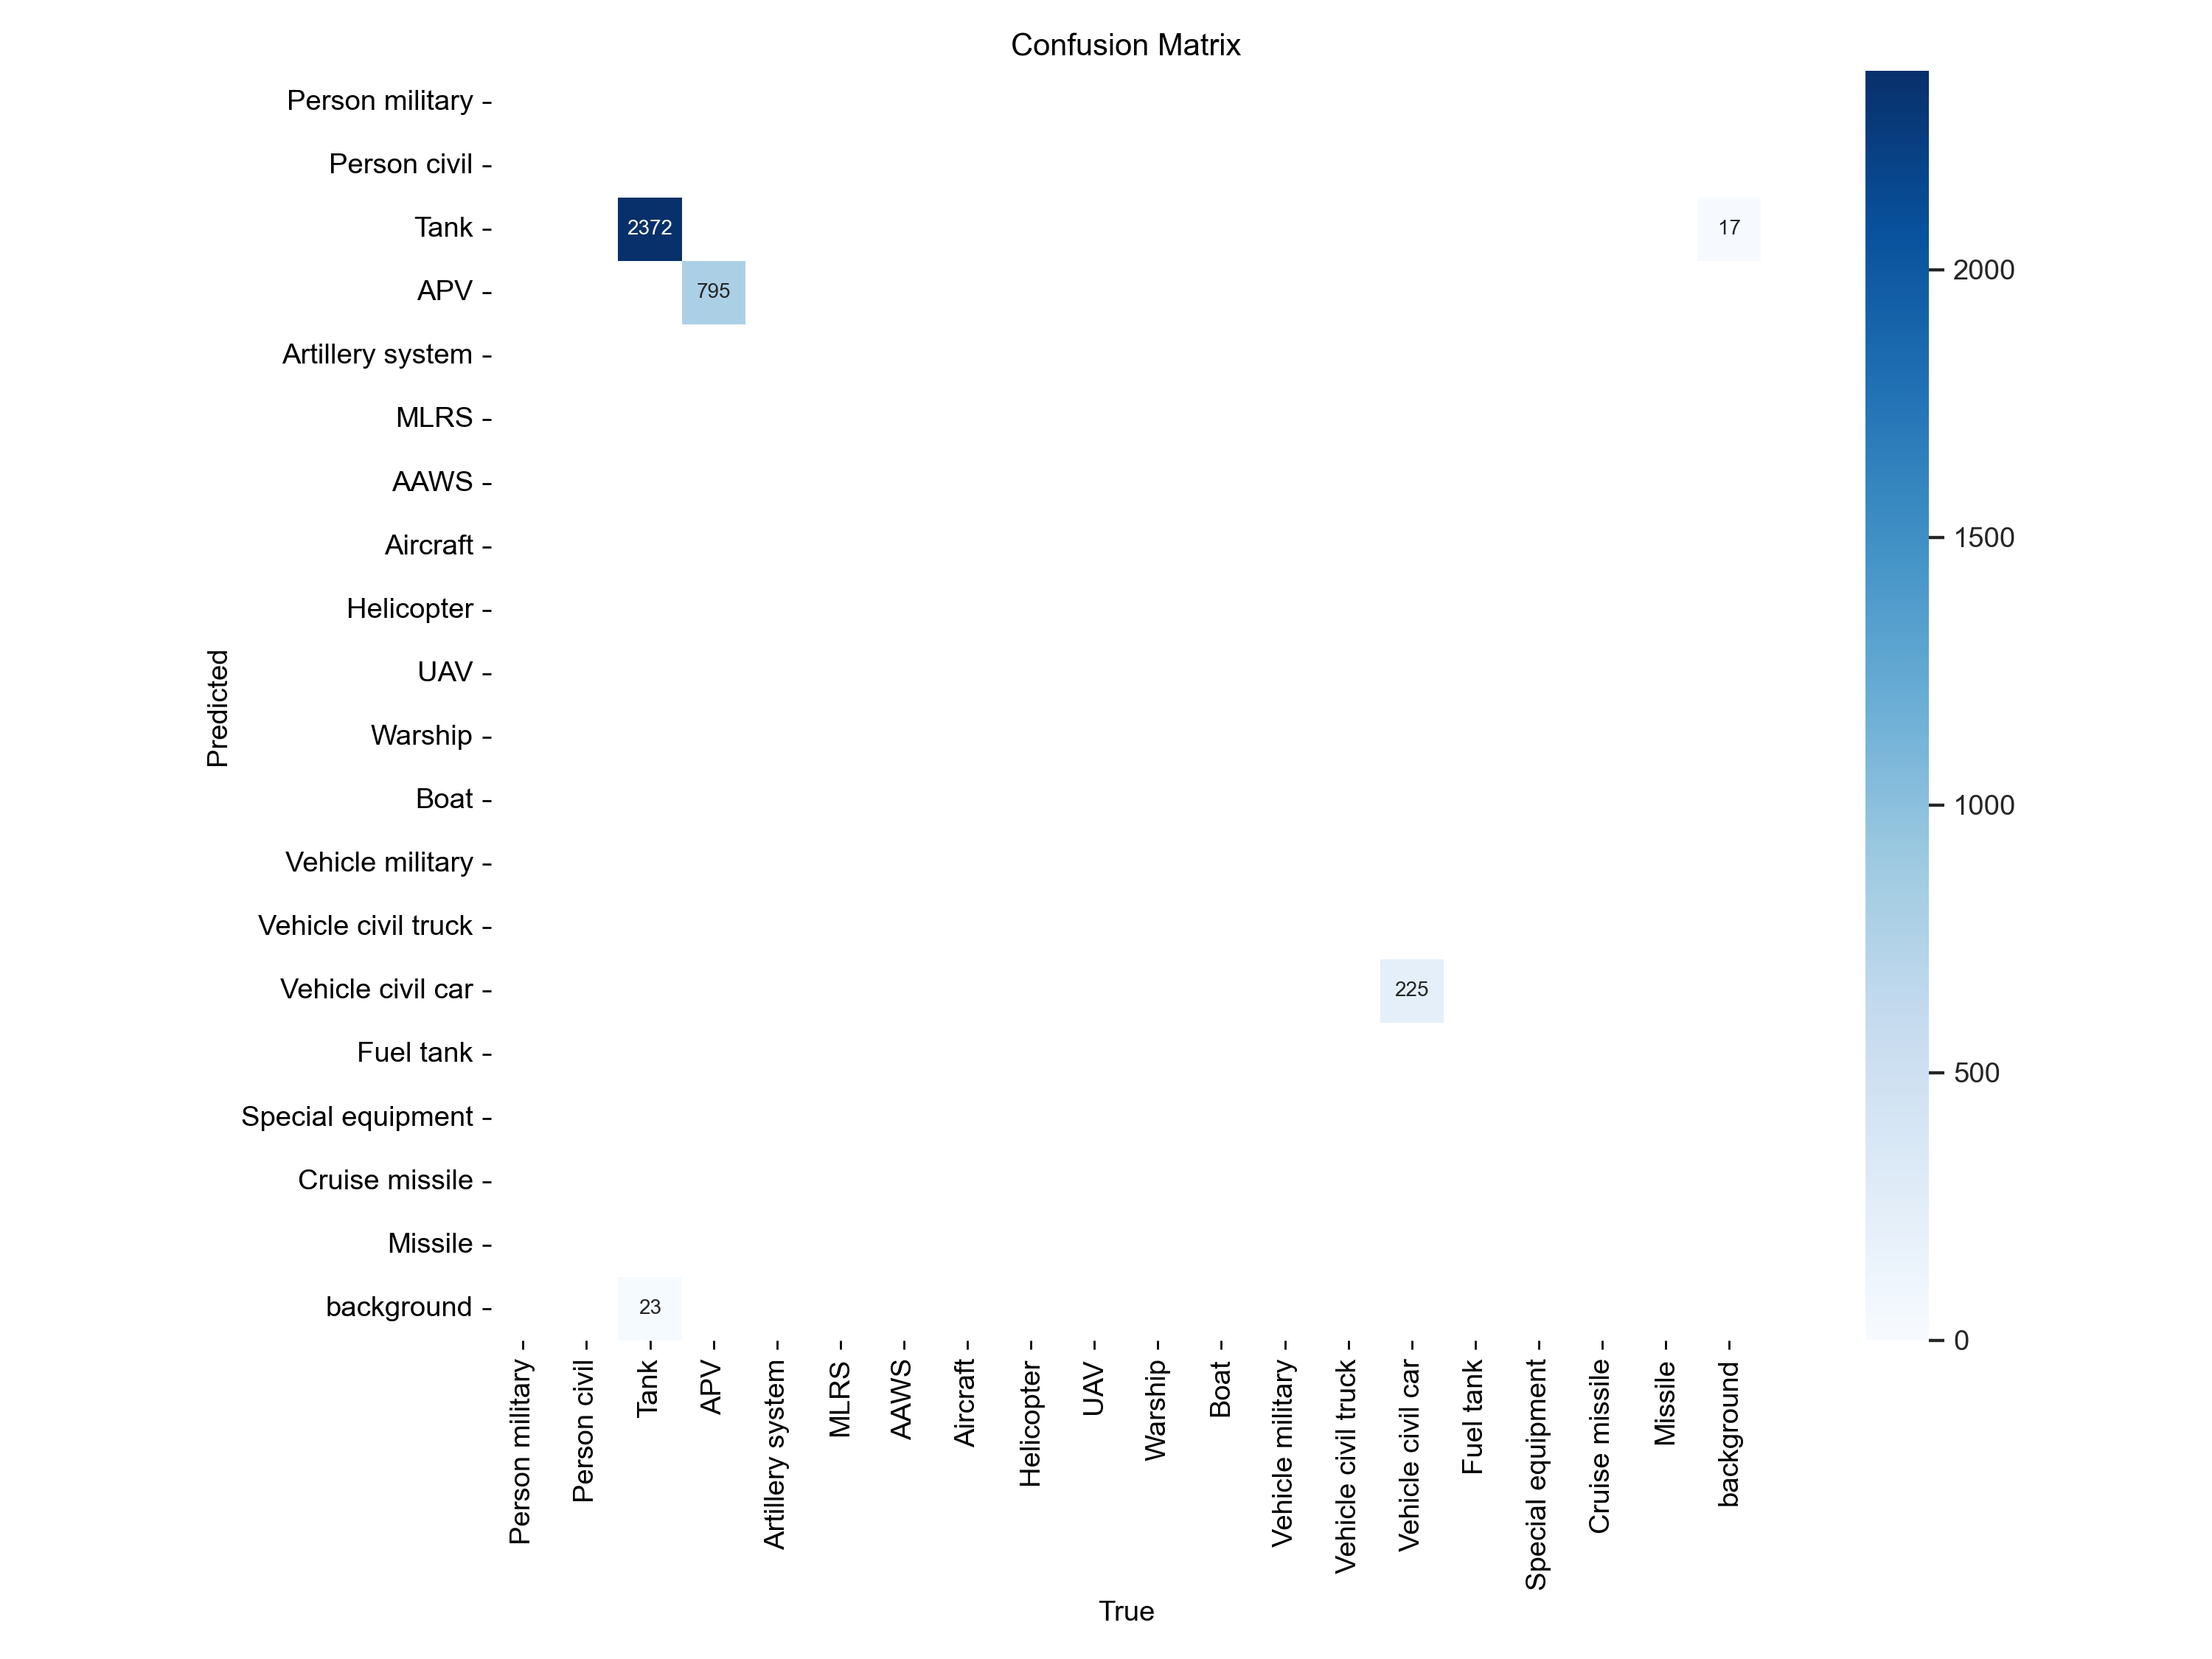 Confusion Matrix
Person military
Person civil
Tank 2372 17
APV 795
Artillery system
MLRS
AAWS
Aircraft
Helicopter
UAV
Warship
Boat
Vehicle military
Vehicle civil truck
Vehicle civil car 225
Fuel tank
Special equipment
Cruise missile
Missile
background 23
Predicted
Person military
Person civil
Tank
APV
Artillery system
MLRS
AAWS
Aircraft
Helicopter
UAV
Warship
Boat
Vehicle military
Vehicle civil truck
Vehicle civil car
Fuel tank
Special equipment
Cruise missile
Missile
background
True
2000
1500
1000
500
0